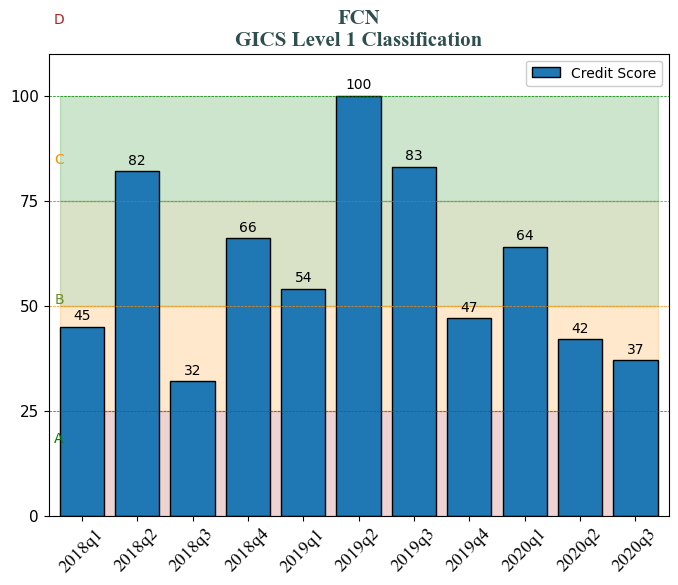 D
FCN
GICS Level 1 Classification
Credit Score
100
75
50
25
0
C
B
A
45
82
32
66
54
100
83
47
64
42
37
2018q1
2018q2
2018q3
2018q4
2019q1
2019q2
2019q3
2019q4
2020q1
2020q2
2020q3